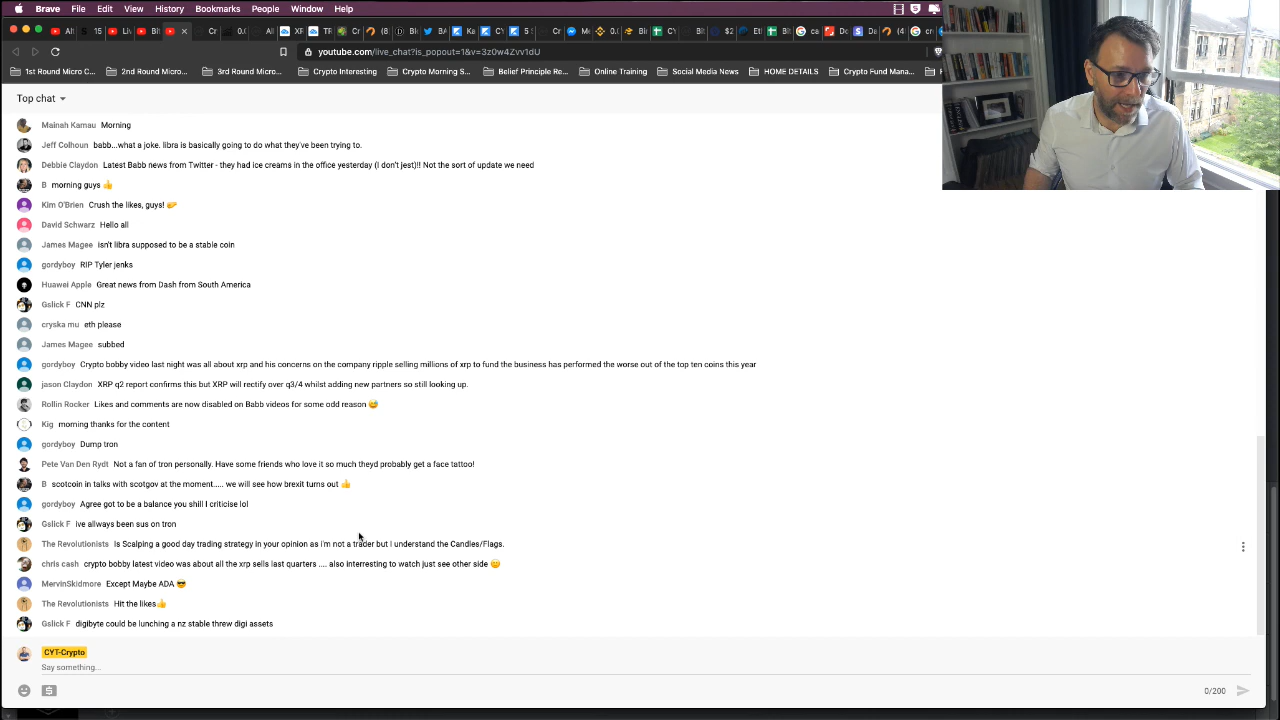 Brave File Edit View History Bookmarks People Window Help
youtube.com/live_chat?is_popout=1&v=3z0w4Zvv1dU
1st Round Micro C... 2nd Round Micro... 3rd Round Micro... Crypto Interesting Crypto Morning S... Belief Principle Re... Online Training Social Media News HOME DETAILS Crypto Fund Mana...
Top chat
Mainah Kamau Morning
Jeff Colhoun babb...what a joke. libra is basically going to do what they've been trying to.
Debbie Claydon Latest Babb news from Twitter - they had ice creams in the office yesterday (I don't jest)!! Not the sort of update we need
B morning guys 👍
Kim O'Brien Crush the likes, guys! 🤛
David Schwarz Hello all
James Magee isn't libra supposed to be a stable coin
gordyboy RIP Tyler jenks
Huawei Apple Great news from Dash from South America
Gslick F CNN plz
cryska mu eth please
James Magee subbed
gordyboy Crypto bobby video last night was all about xrp and his concerns on the company ripple selling millions of xrp to fund the business has performed the worse out of the top ten coins this year
jason Claydon XRP q2 report confirms this but XRP will rectify over q3/4 whilst adding new partners so still looking up.
Rollin Rocker Likes and comments are now disabled on Babb videos for some odd reason 😅
Kig morning thanks for the content
gordyboy Dump tron
Pete Van Den Rydt Not a fan of tron personally. Have some friends who love it so much theyd probably get a face tattoo!
B scotcoin in talks with scotgov at the moment..... we will see how brexit turns out 👍
gordyboy Agree got to be a balance you shill I criticise lol
Gslick F ive allways been sus on tron
The Revolutionists Is Scalping a good day trading strategy in your opinion as i'm not a trader but I understand the Candles/Flags.
chris cash crypto bobby latest video was about all the xrp sells last quarters .... also interresting to watch just see other side 😊
MervinSkidmore Except Maybe ADA 😎
The Revolutionists Hit the likes👍
Gslick F digibyte could be lunching a nz stable threw digi assets
CYT-Crypto
Say something...
0/200